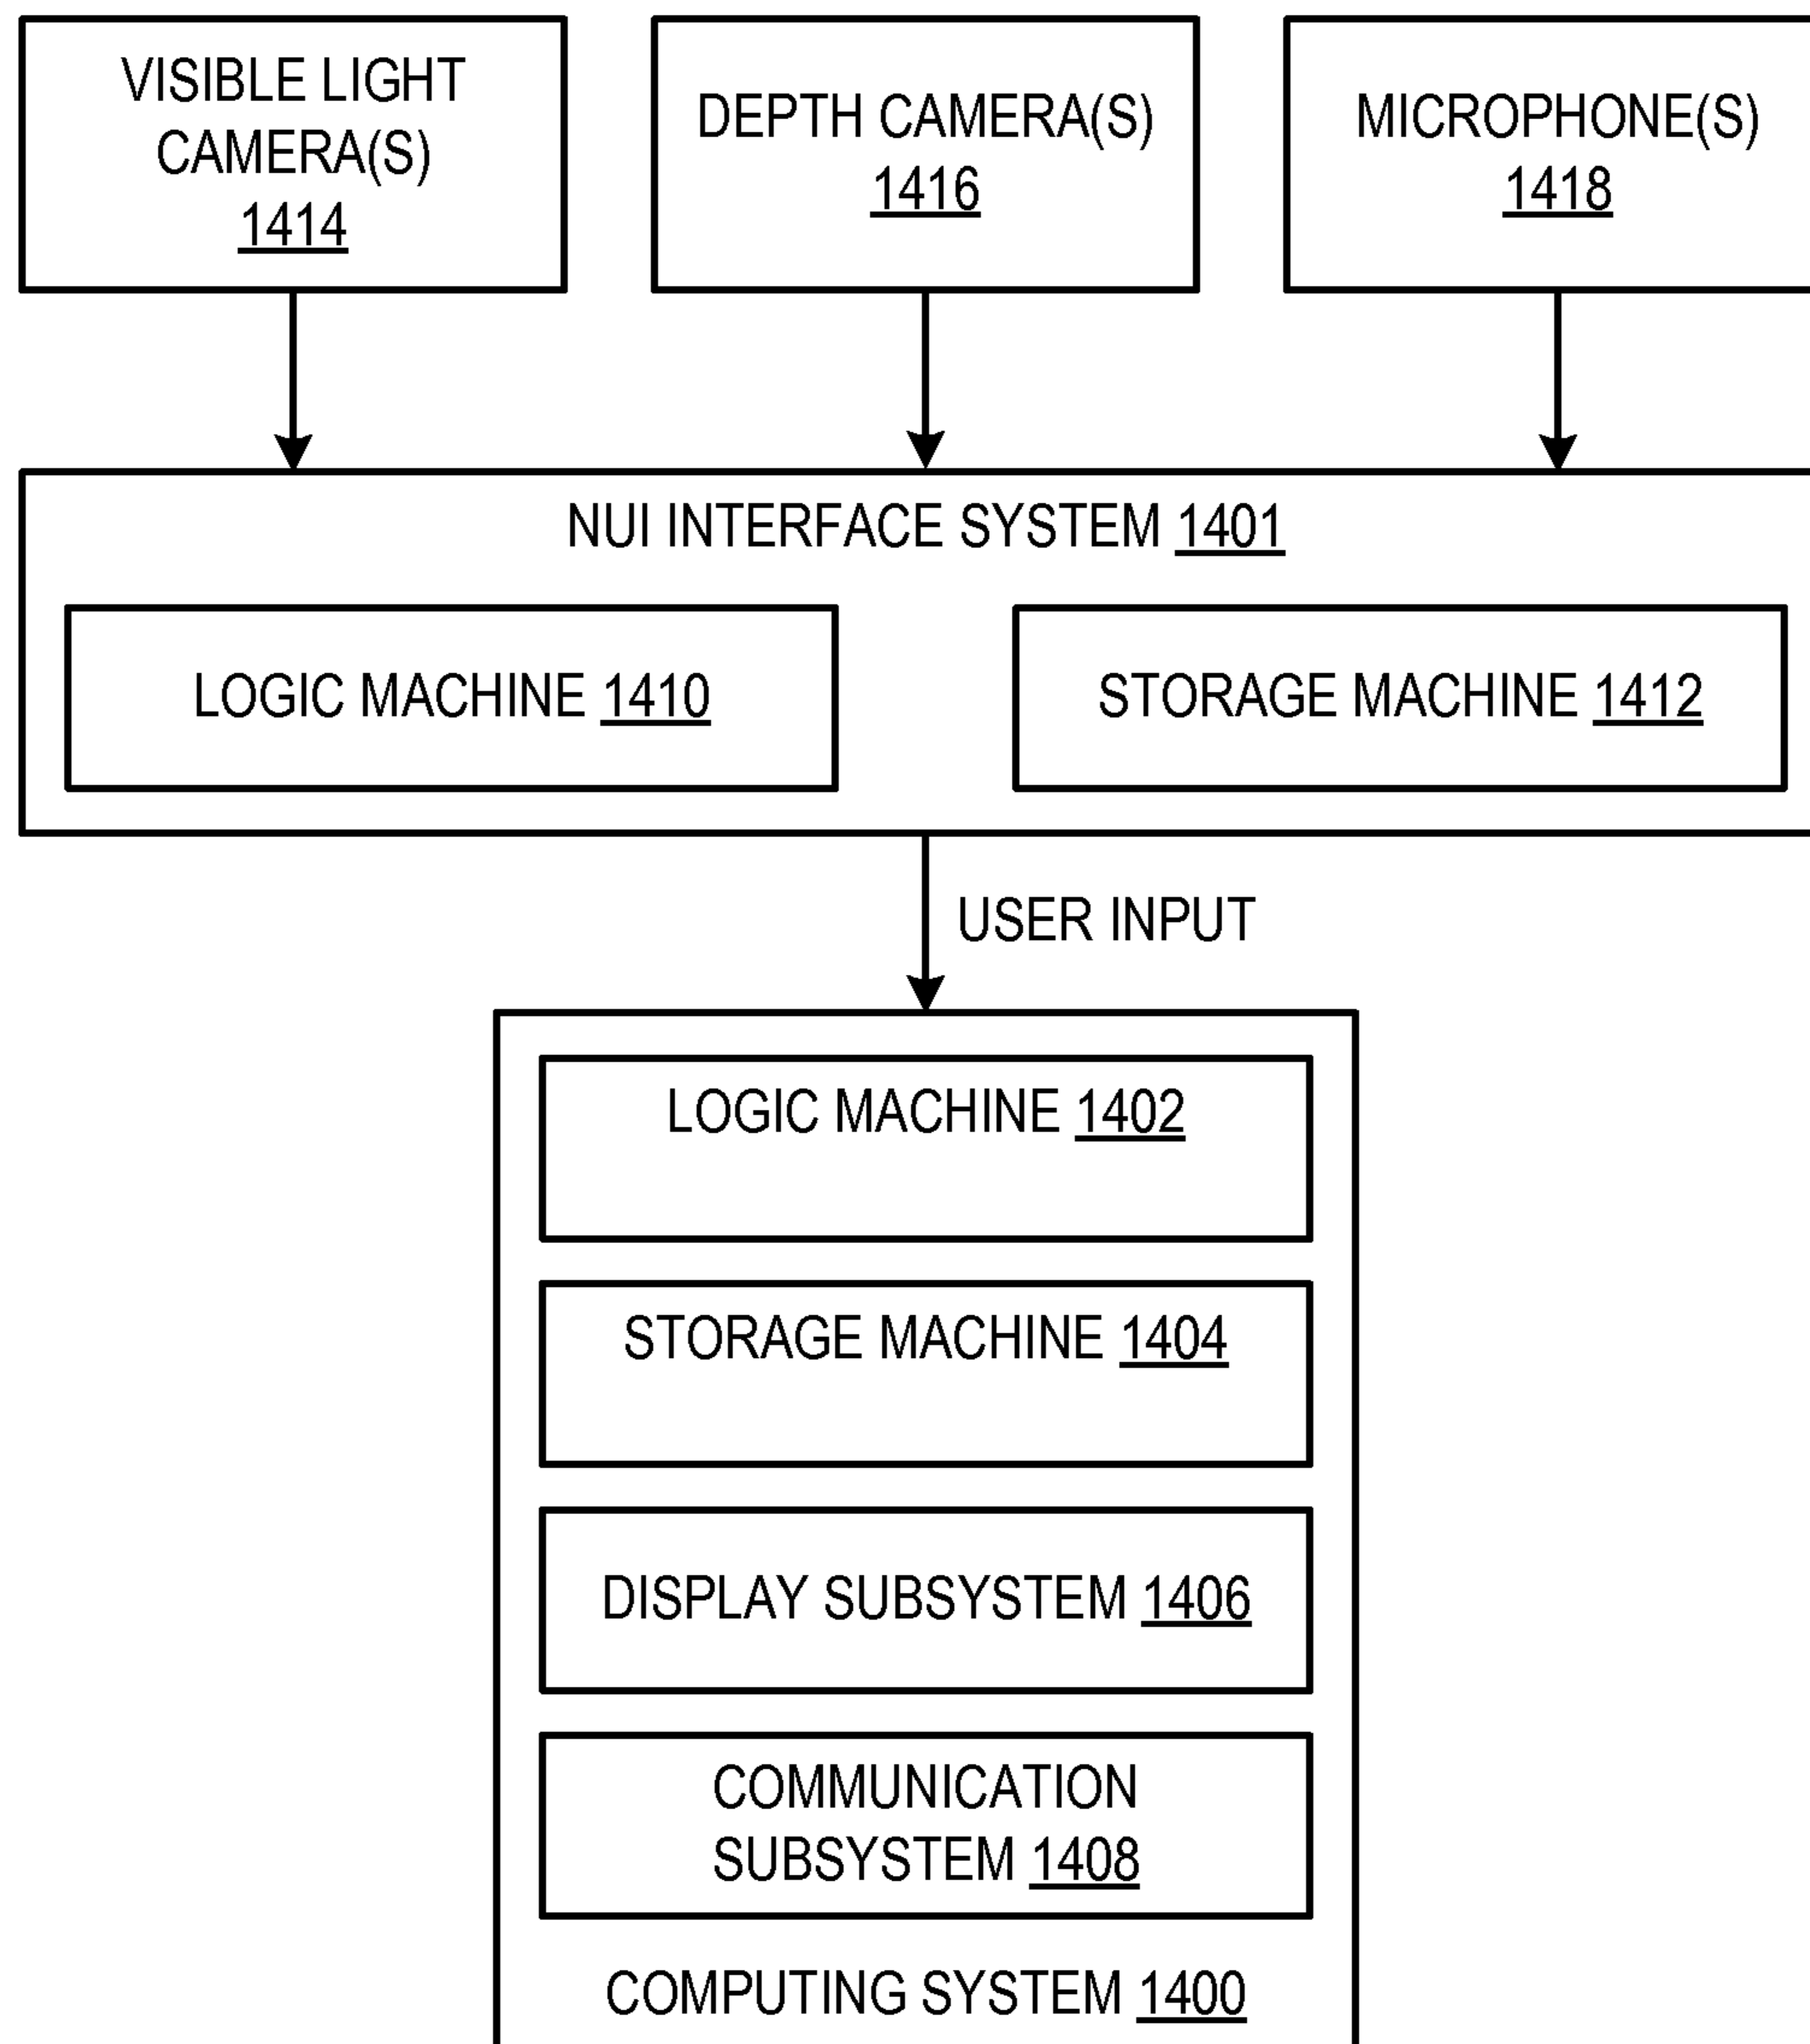 VISIBLE LIGHT
CAMERA(S)
1414
DEPTH CAMERA(S)
1416
MICROPHONE(S)
1418
NUI INTERFACE SYSTEM 1401
LOGIC MACHINE 1410
STORAGE MACHINE 1412
USER INPUT
LOGIC MACHINE 1402
STORAGE MACHINE 1404
DISPLAY SUBSYSTEM 1406
COMMUNICATION
SUBSYSTEM 1408
COMPUTING SYSTEM 1400